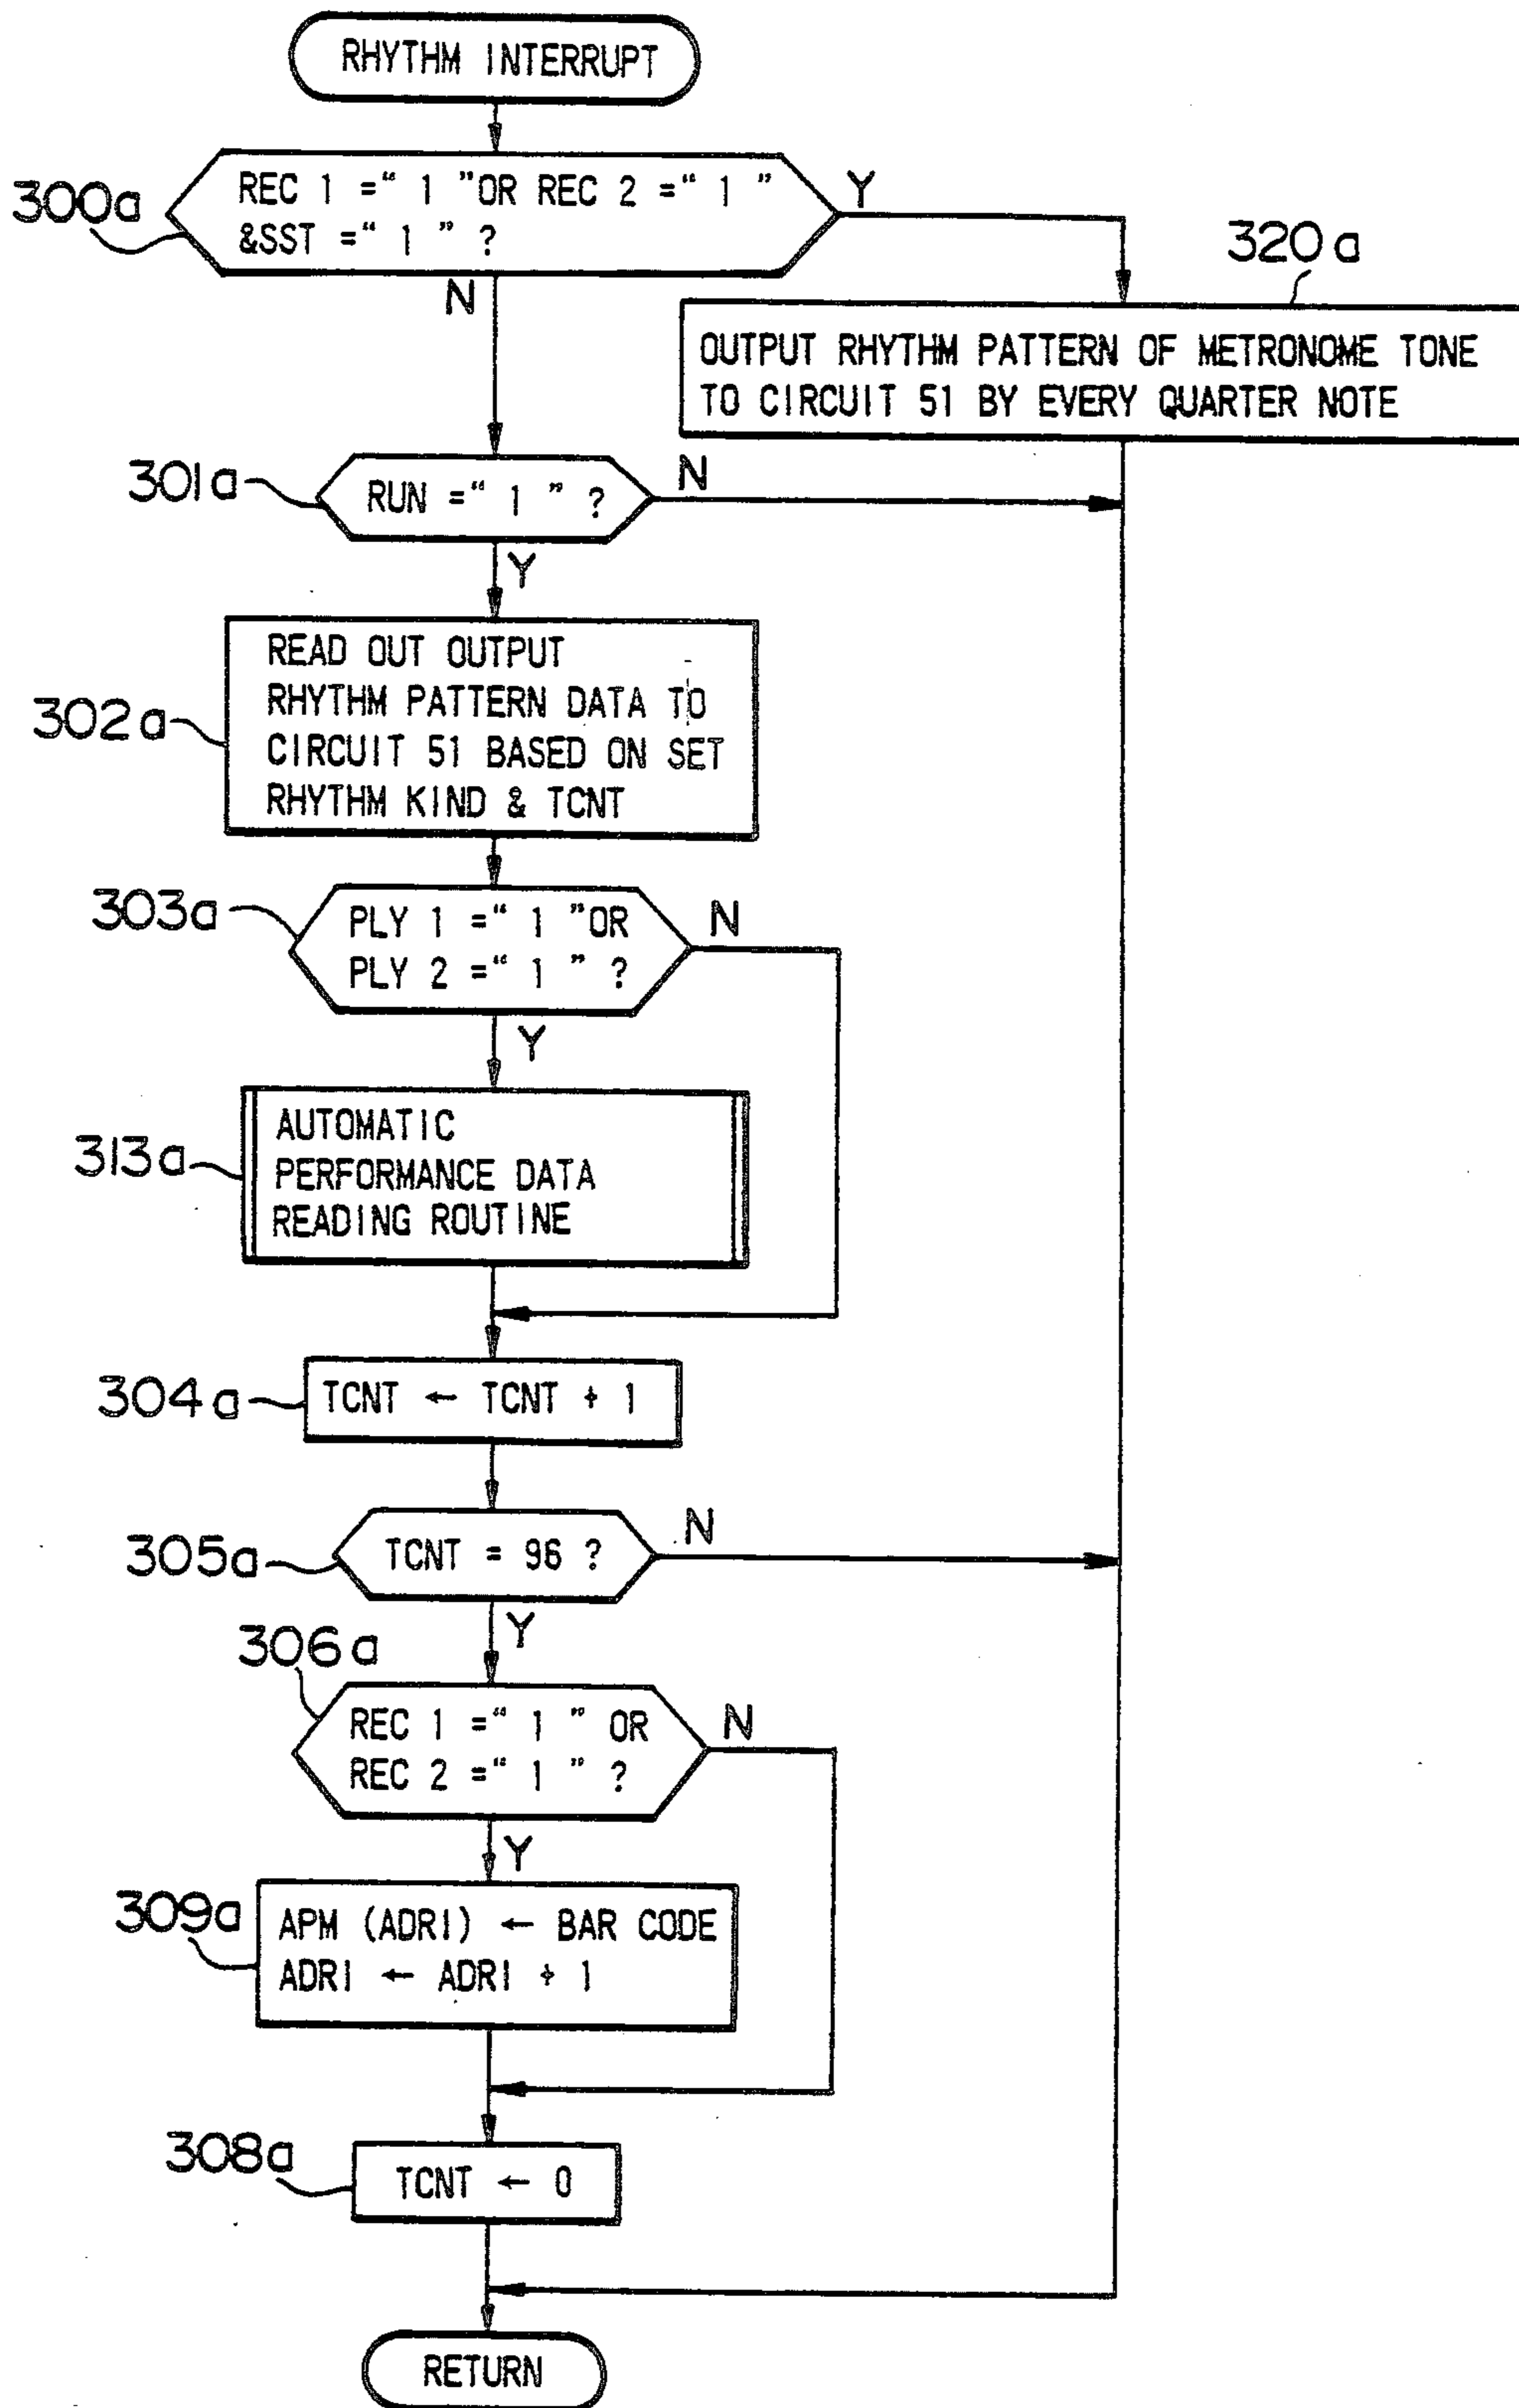 RHYTHM INTERRUPT
300a
REC 1 =“ 1 ”OR REC 2 =“ 1 ”
&SST =“ 1 ” ?
Y
N
320a
OUTPUT RHYTHM PATTERN OF METRONOME TONE
TO CIRCUIT 51 BY EVERY QUARTER NOTE
301a
RUN =“ 1 ” ?
N
Y
302a
READ OUT OUTPUT
RHYTHM PATTERN DATA TO
CIRCUIT 51 BASED ON SET
RHYTHM KIND & TCNT
303a
PLY 1 =“ 1 ”OR
PLY 2 =“ 1 ” ?
N
Y
313a
AUTOMATIC
PERFORMANCE DATA
READING ROUTINE
304a
TCNT ← TCNT + 1
305a
TCNT = 96 ?
N
Y
306a
REC 1 =“ 1 ” OR
REC 2 =“ 1 ” ?
N
Y
309a
APM (ADRI) ← BAR CODE
ADRI ← ADRI + 1
308a
TCNT ← 0
RETURN